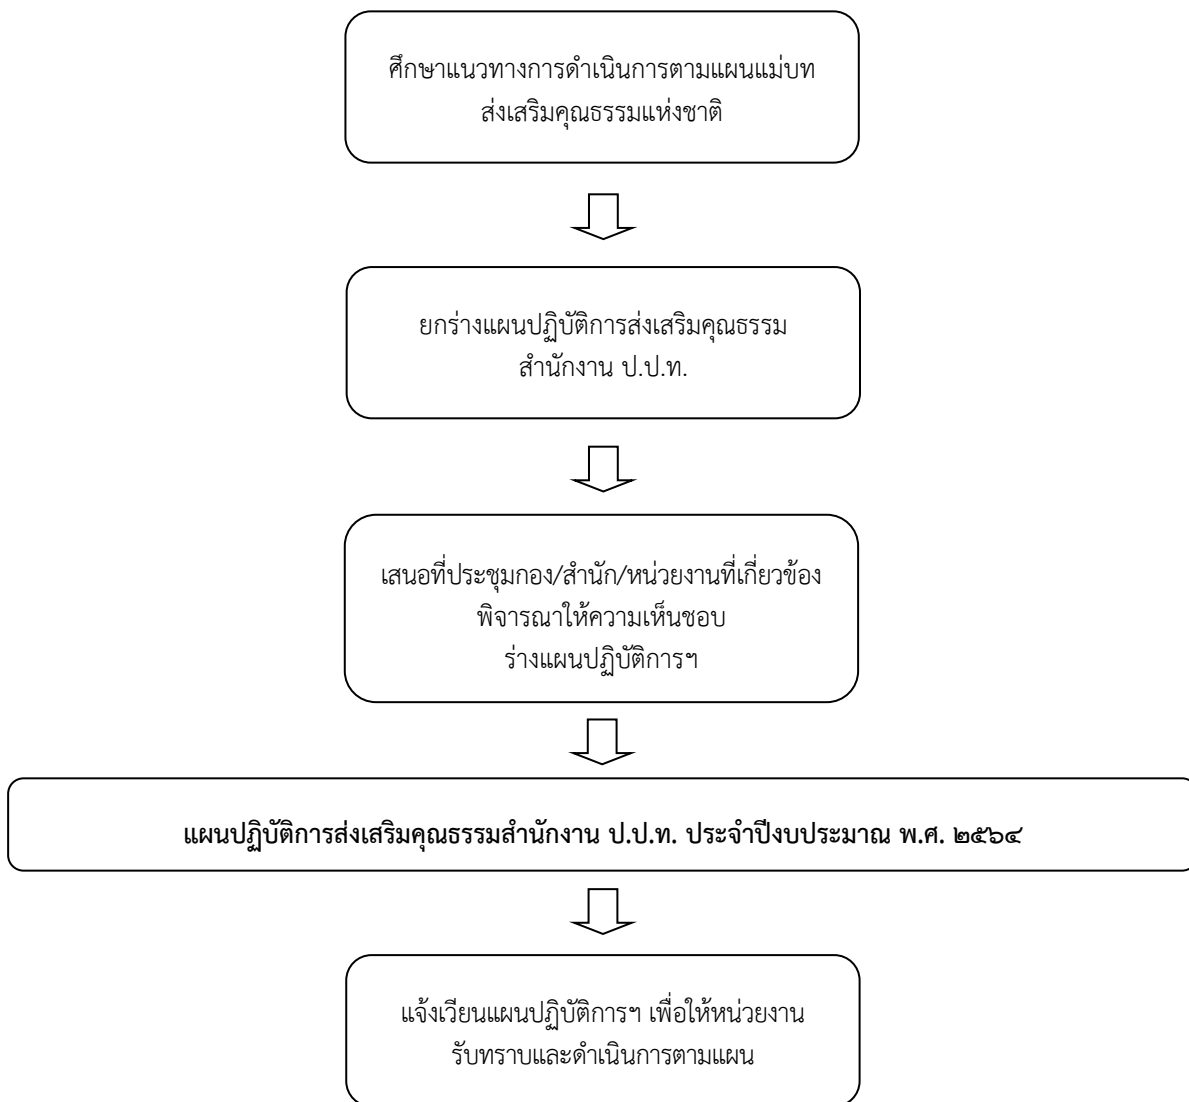 ศึกษาแนวทางการดำเนินการตามแผนแม่บท
ส่งเสริมคุณธรรมแห่งชาติ
ยกร่างแผนปฏิบัติการส่งเสริมคุณธรรม
สำนักงาน ป.ป.ท.
เสนอที่ประชุมกอง/สำนัก/หน่วยงานที่เกี่ยวข้อง
พิจารณาให้ความเห็นชอบ
ร่างแผนปฏิบัติการฯ
แผนปฏิบัติการส่งเสริมคุณธรรมสำนักงาน ป.ป.ท. ประจำปีงบประมาณ พ.ศ. ๒๕๖๔
แจ้งเวียนแผนปฏิบัติการฯ เพื่อให้หน่วยงาน
รับทราบและดำเนินการตามแผน